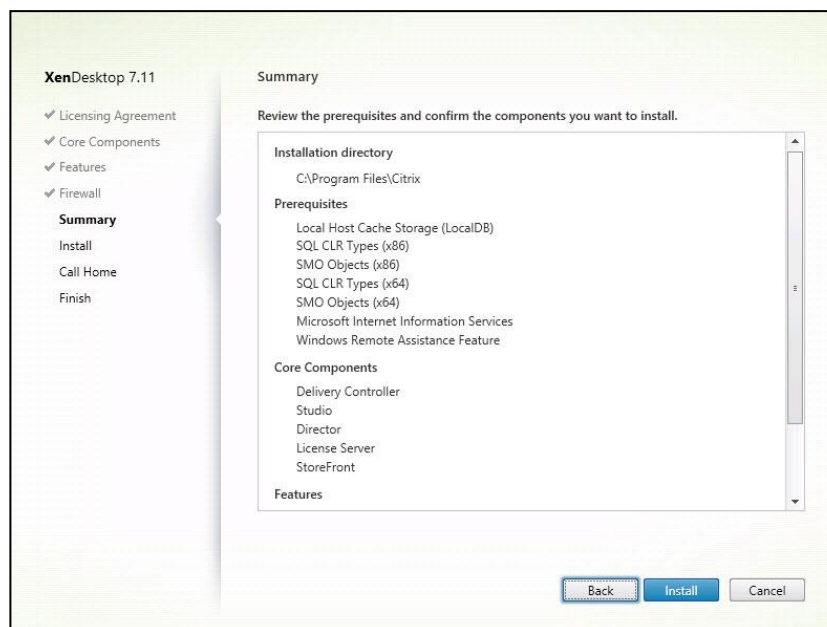 XenDesktop 7.11
Licensing Agreement
Core Components
Features
Firewall
Summary
Install
Call Home
Finish
Summary
Review the prerequisites and confirm the components you want to install.
Installation directory
C:\Program Files\Citrix
Prerequisites
Local Host Cache Storage (LocalDB)
SQL CLR Types (x86)
SMO Objects (x86)
SQL CLR Types (x64)
SMO Objects (x64)
Microsoft Internet Information Services
Windows Remote Assistance Feature
Core Components
Delivery Controller
Studio
Director
License Server
StoreFront
Features
Back
Install
Cancel